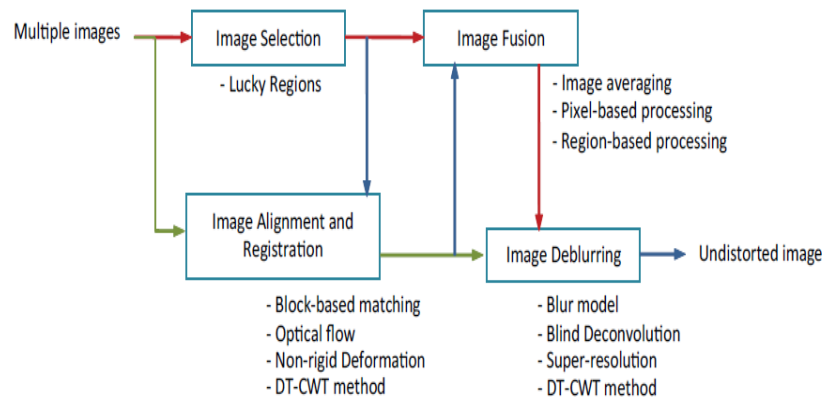 Multiple images
Image Selection
Image Fusion
- Lucky Regions
- Image averaging
- Pixel-based processing
- Region-based processing
Image Alignment and
Registration
Image Deblurring
Undistorted image
- Block-based matching
- Optical flow
- Non-rigid Deformation
- DT-CWT method
- Blur model
- Blind Deconvolution
- Super-resolution
- DT-CWT method